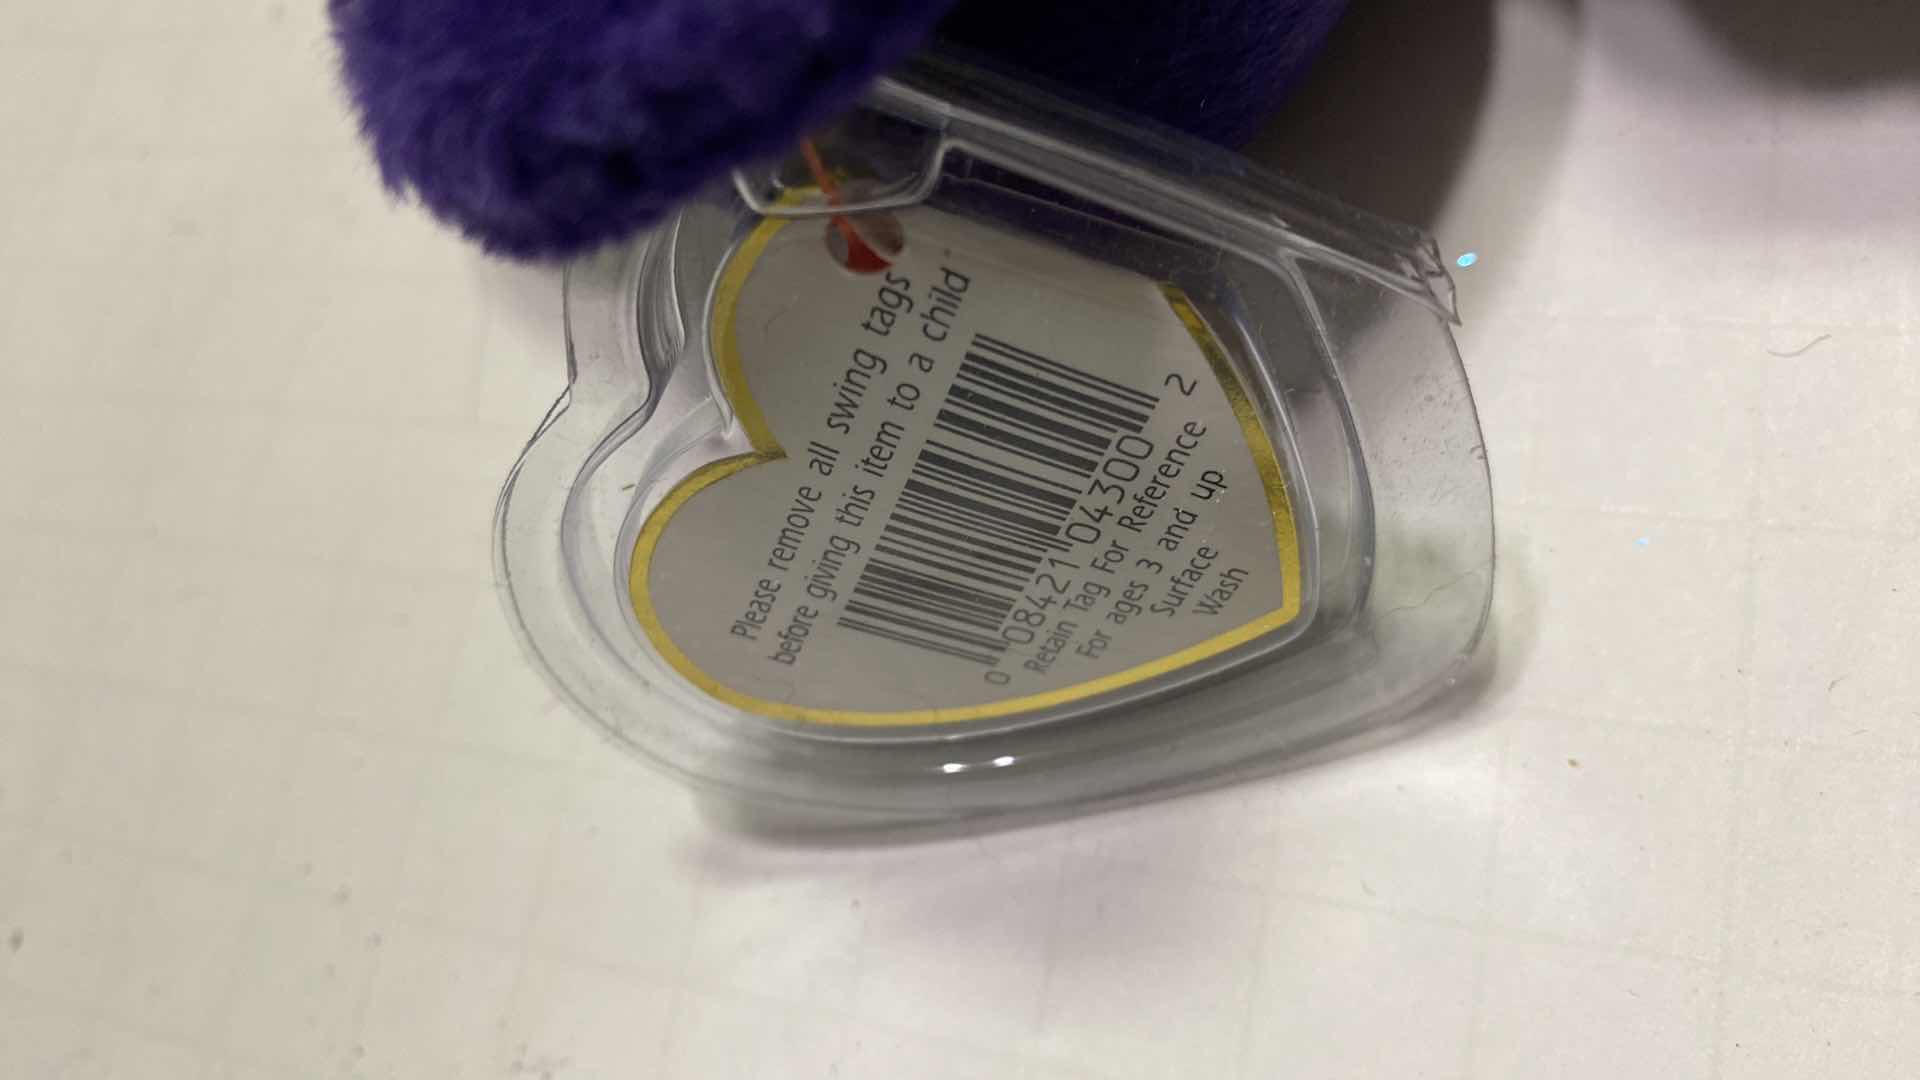 Please remove all swing tags
before giving this item to a child
0 08421 04300 2
Retain Tag For Reference
For ages 3 and up
Surface
Wash